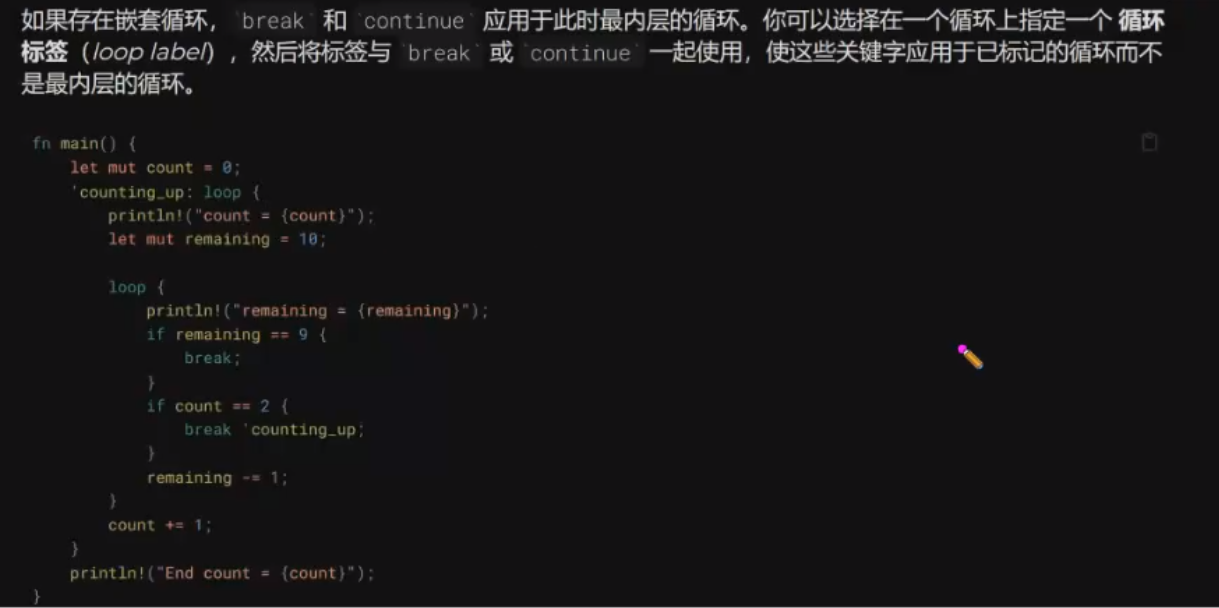 如果存在嵌套循环，`break` 和 `continue` 应用于此时最内层的循环。你可以选择在一个循环上指定一个 循环
标签（loop label），然后将标签与 `break` 或 `continue` 一起使用，使这些关键字应用于已标记的循环而不
是最内层的循环。
fn main() {
    let mut count = 0;
    'counting_up: loop {
        println!("count = {count}");
        let mut remaining = 10;
        loop {
            println!("remaining = {remaining}");
            if remaining == 9 {
                break;
            }
            if count == 2 {
                break 'counting_up;
            }
            remaining -= 1;
        }
        count += 1;
    }
    println!("End count = {count}");
}